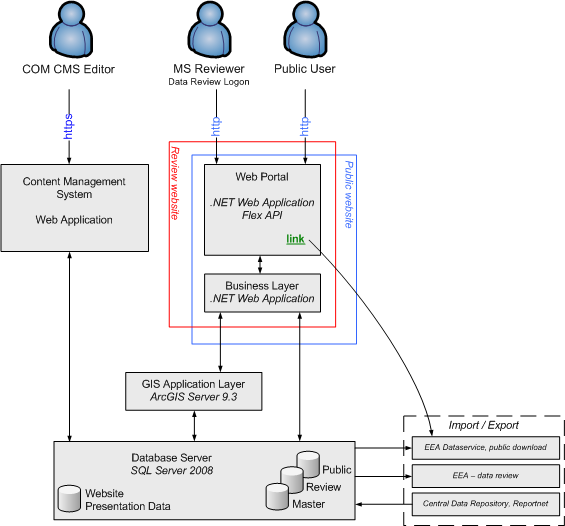 COM CMS Editor
MS Reviewer
Data Review Logon
Public User
https
http
http
Review website
Public website
Content Management
System
Web Application
Web Portal
.NET Web Application
Flex API
link
Business Layer
.NET Web Application
GIS Application Layer
ArcGIS Server 9.3
Database Server
SQL Server 2008
Website
Presentation Data
Public
Review
Master
Import / Export
EEA Dataservice, public download
EEA – data review
Central Data Repository, Reportnet